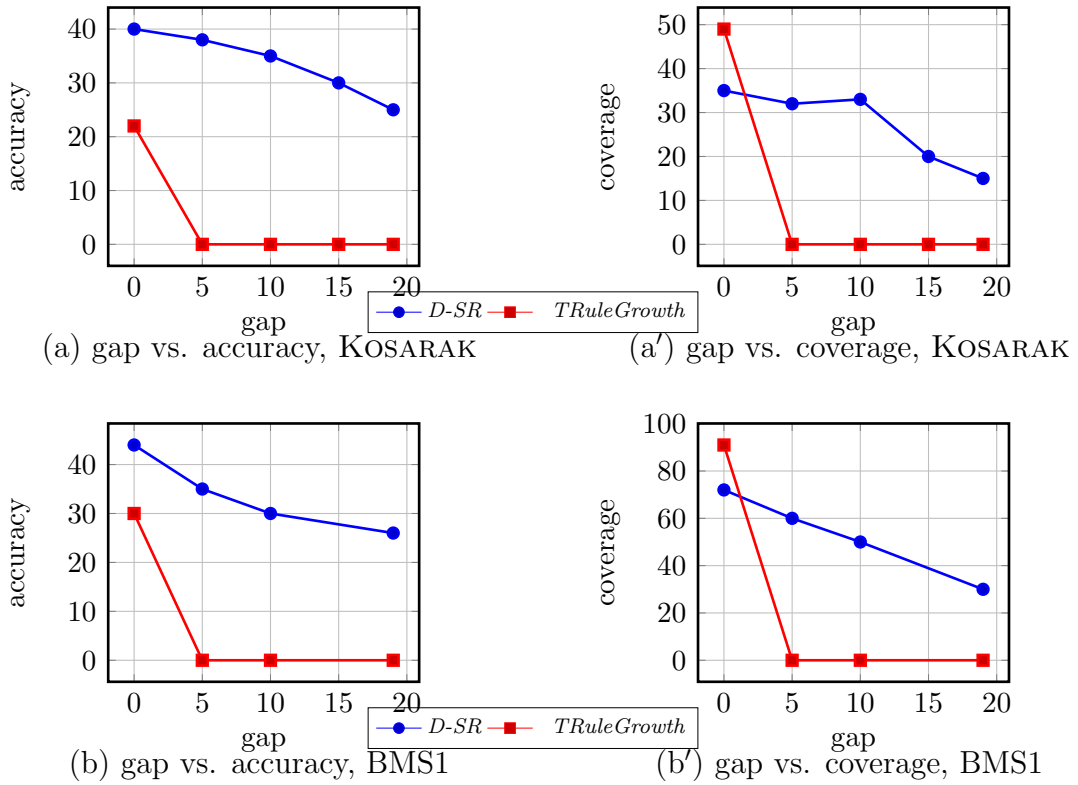 40
30
20
10
0
accuracy
0 5 10 15 20
gap
(a) gap vs. accuracy, KOSARAK
50
40
30
20
10
0
coverage
0 5 10 15 20
gap
(a′) gap vs. coverage, KOSARAK
D-SR TRuleGrowth
40
30
20
10
0
accuracy
0 5 10 15 20
gap
(b) gap vs. accuracy, BMS1
100
80
60
40
20
0
coverage
0 5 10 15 20
gap
(b′) gap vs. coverage, BMS1
D-SR TRuleGrowth